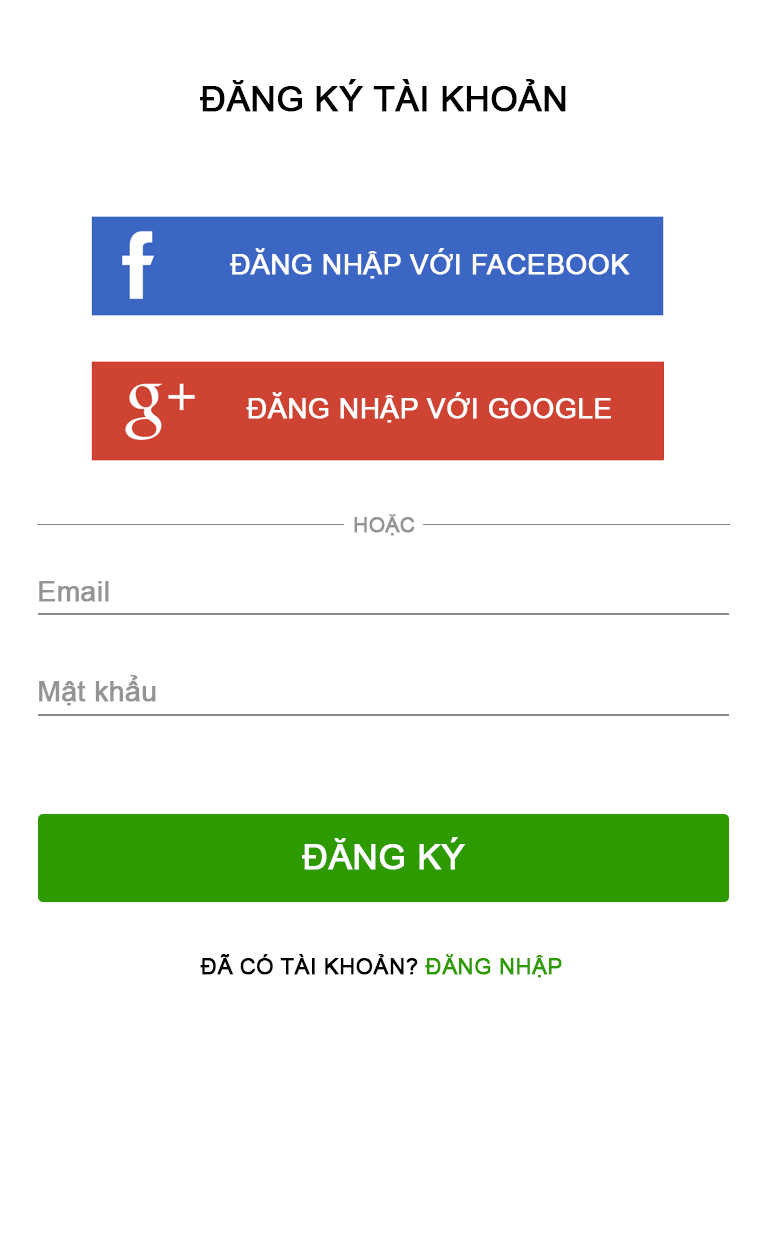 ĐĂNG KÝ TÀI KHOẢN
f ĐĂNG NHẬP VỚI FACEBOOK
g+ ĐĂNG NHẬP VỚI GOOGLE
HOẶC
Email
Mật khẩu
ĐĂNG KÝ
ĐÃ CÓ TÀI KHOẢN? ĐĂNG NHẬP